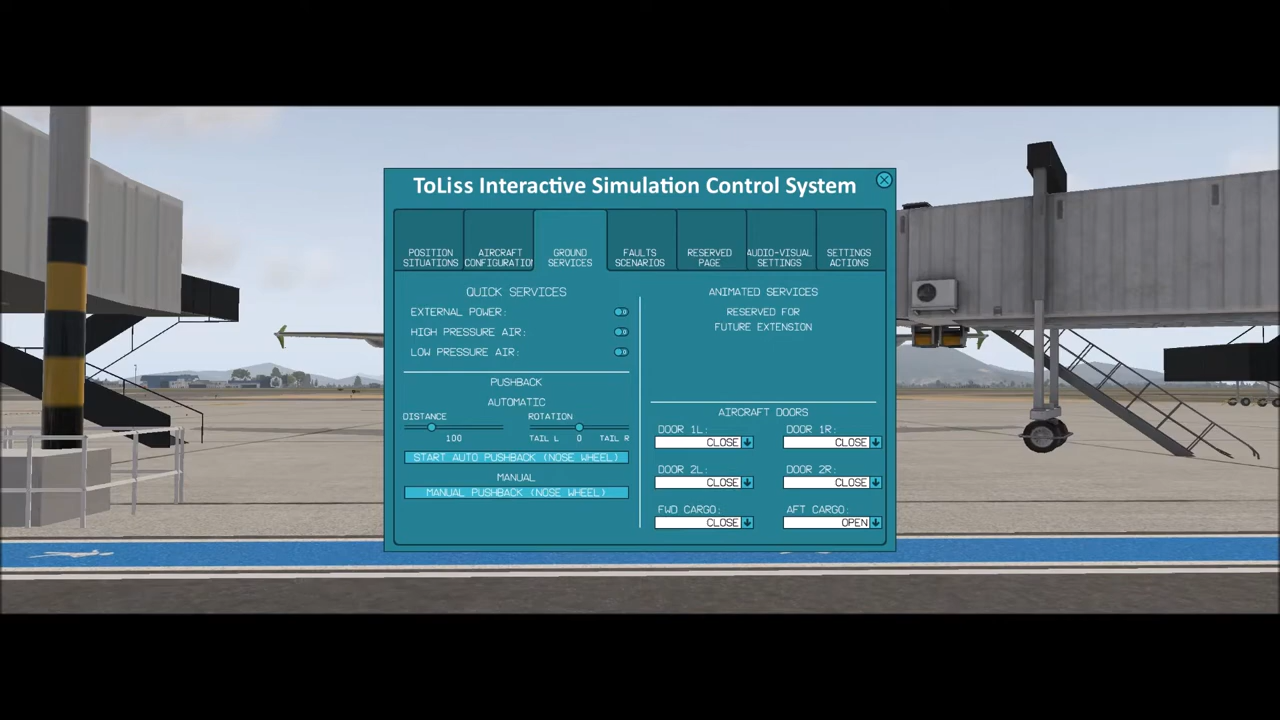 ToLiss Interactive Simulation Control System
POSITION
SITUATIONS
AIRCRAFT
CONFIGURATION
GROUND
SERVICES
FAULTS
SCENARIOS
RESERVED
PAGE
AUDIO-VISUAL
SETTINGS
SETTINGS
ACTIONS
QUICK SERVICES
EXTERNAL POWER:
HIGH PRESSURE AIR:
LOW PRESSURE AIR:
PUSHBACK
AUTOMATIC
DISTANCE
ROTATION
100
TAIL L 0 TAIL R
START AUTO PUSHBACK (NOSE WHEEL)
MANUAL
MANUAL PUSHBACK (NOSE WHEEL)
ANIMATED SERVICES
RESERVED FOR
FUTURE EXTENSION
AIRCRAFT DOORS
DOOR 1L: DOOR 1R:
CLOSE CLOSE
DOOR 2L: DOOR 2R:
CLOSE CLOSE
FWD CARGO: AFT CARGO:
CLOSE OPEN